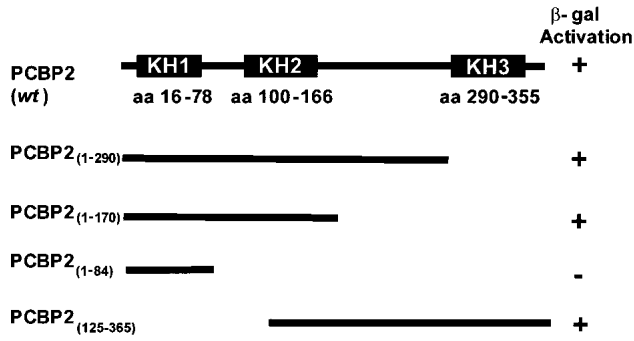 β- gal
Activation
PCBP2
(wt)
KH1 KH2 KH3 +
aa 16-78 aa 100-166 aa 290-355
PCBP2(1-290) +
PCBP2(1-170) +
PCBP2(1-84) -
PCBP2(125-365) +